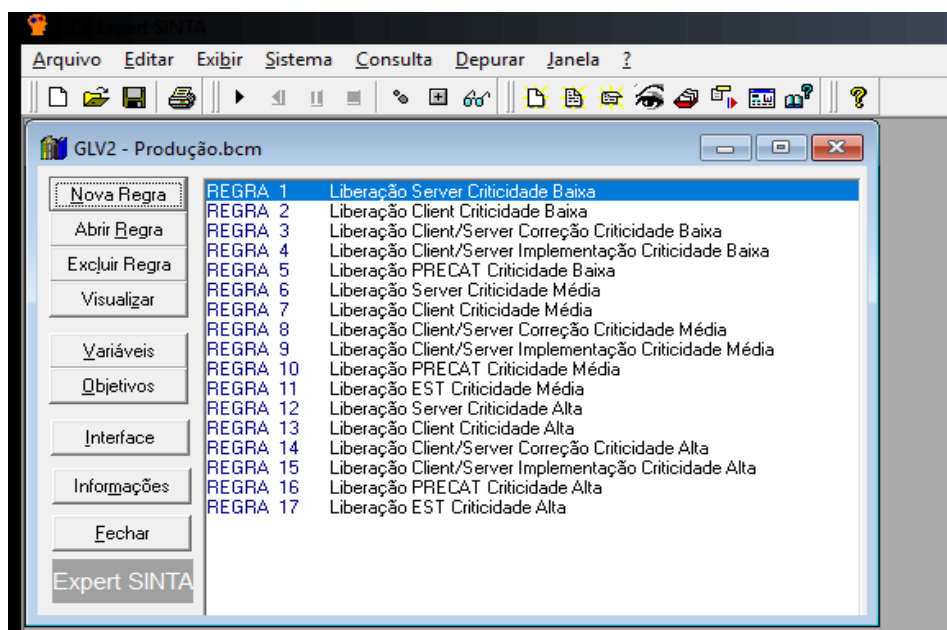 Expert SINTA
Arquivo Editar Exibir Sistema Consulta Depurar Janela ?
GLV2 - Produção.bcm
Nova Regra
Abrir Regra
Excluir Regra
Visualizar
Variáveis
Objetivos
Interface
Informações
Fechar
Expert SINTA
REGRA 1 Liberação Server Criticidade Baixa
REGRA 2 Liberação Client Criticidade Baixa
REGRA 3 Liberação Client/Server Correção Criticidade Baixa
REGRA 4 Liberação Client/Server Implementação Criticidade Baixa
REGRA 5 Liberação PRECAT Criticidade Baixa
REGRA 6 Liberação Server Criticidade Média
REGRA 7 Liberação Client Criticidade Média
REGRA 8 Liberação Client/Server Correção Criticidade Média
REGRA 9 Liberação Client/Server Implementação Criticidade Média
REGRA 10 Liberação PRECAT Criticidade Média
REGRA 11 Liberação EST Criticidade Média
REGRA 12 Liberação Server Criticidade Alta
REGRA 13 Liberação Client Criticidade Alta
REGRA 14 Liberação Client/Server Correção Criticidade Alta
REGRA 15 Liberação Client/Server Implementação Criticidade Alta
REGRA 16 Liberação PRECAT Criticidade Alta
REGRA 17 Liberação EST Criticidade Alta